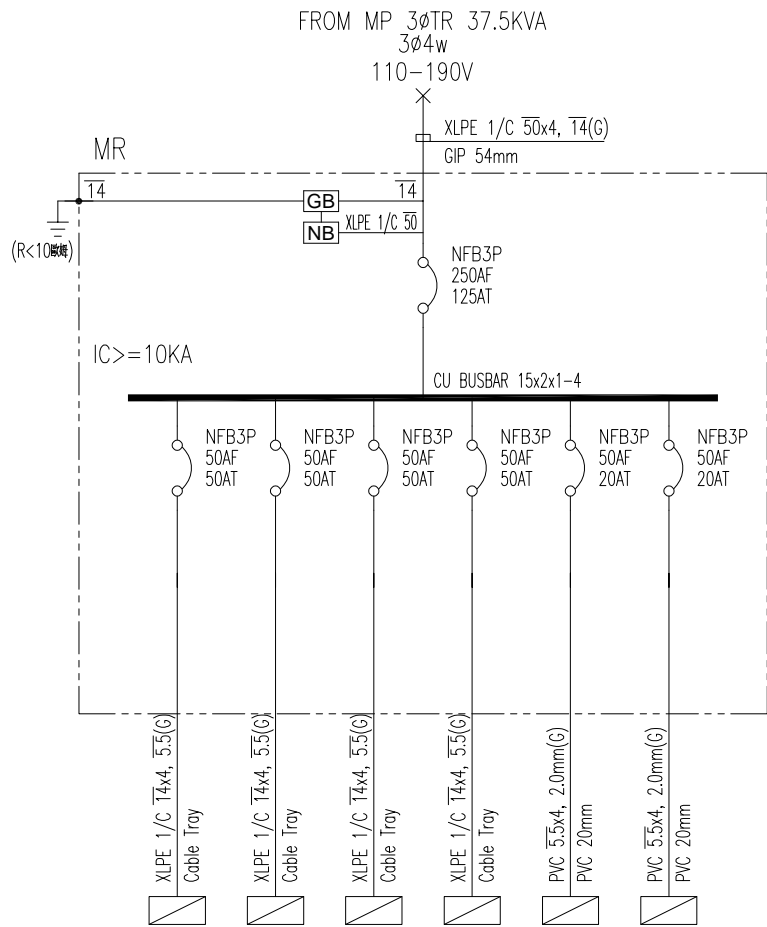 FROM MP 3øTR 37.5KVA
3ø4w
110-190V
XLPE 1/C 50x4, 14(G)
GIP 54mm
MR
14
GB
14
NB
XLPE 1/C 50
(R<10
NFB3P
250AF
125AT
IC>=10KA
CU BUSBAR 15x2x1-4
NFB3P
50AF
50AT
NFB3P
50AF
50AT
NFB3P
50AF
50AT
NFB3P
50AF
50AT
NFB3P
50AF
20AT
NFB3P
50AF
20AT
XLPE 1/C 14x4, 5.5(G)
Cable Tray
XLPE 1/C 14x4, 5.5(G)
Cable Tray
XLPE 1/C 14x4, 5.5(G)
Cable Tray
XLPE 1/C 14x4, 5.5(G)
Cable Tray
PVC 5.5x4, 2.0mm(G)
PVC 20mm
PVC 5.5x4, 2.0mm(G)
PVC 20mm